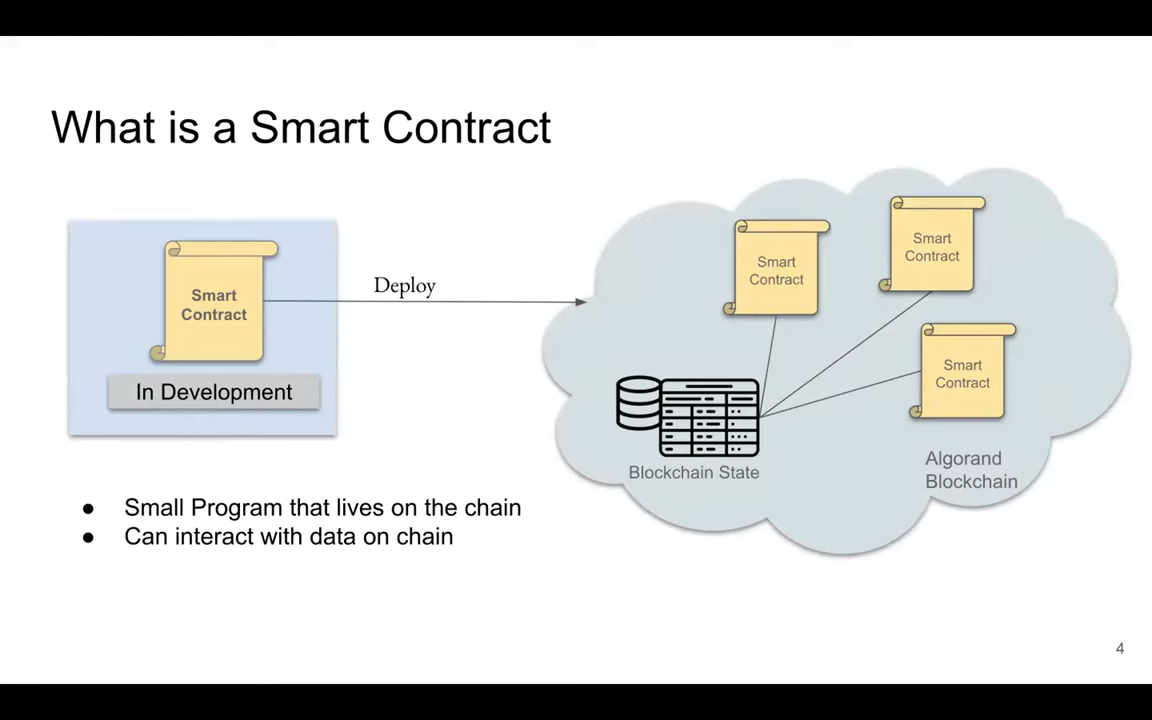 What is a Smart Contract
Smart
Contract
In Development
Deploy
Smart
Contract
Smart
Contract
Smart
Contract
Blockchain State
Algorand
Blockchain
● Small Program that lives on the chain
● Can interact with data on chain
4